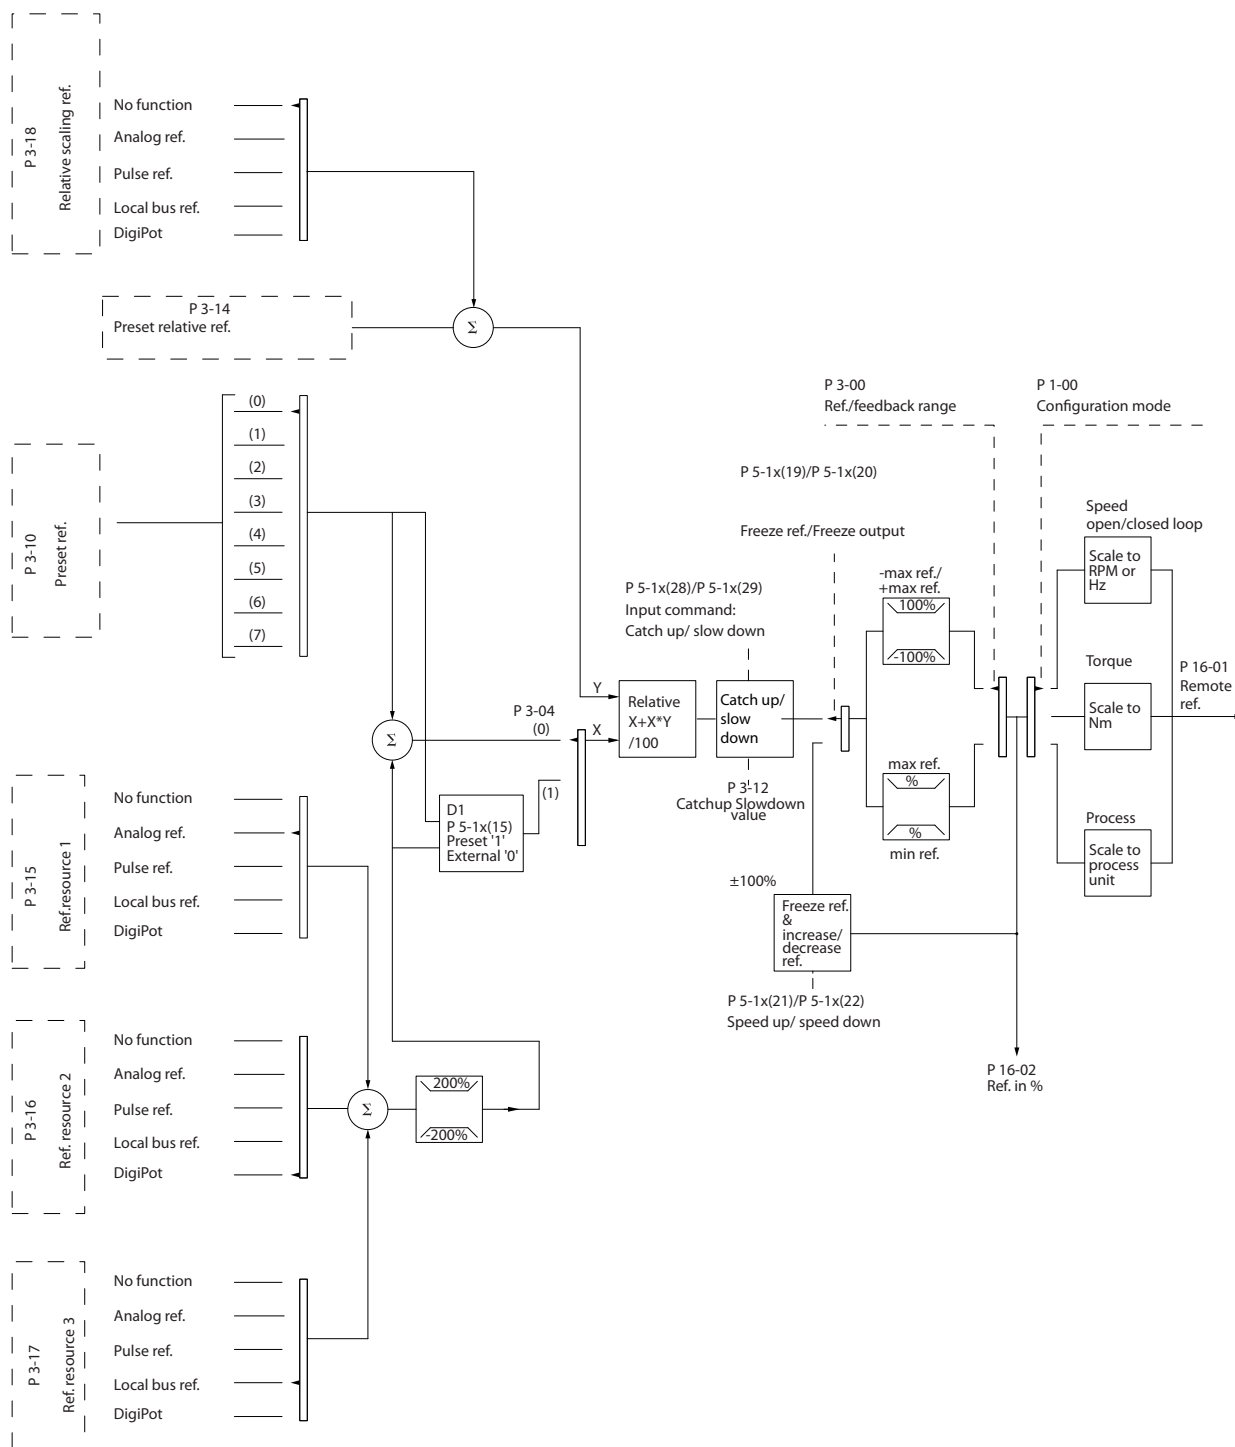 P 3-18
Relative scaling ref.
No function
Analog ref.
Pulse ref.
Local bus ref.
DigiPot
P 3-14
Preset relative ref.
Σ
P 3-10
Preset ref.
(0)
(1)
(2)
(3)
(4)
(5)
(6)
(7)
Σ
P 3-04
(0)
(1)
Y
X
D1
P 5-1x(15)
Preset '1'
External '0'
Relative
X+X*Y
/100
P 5-1x(28)/P 5-1x(29)
Input command:
Catch up/ slow down
Catch up/
slow
down
P 3-12
Catchup Slowdown
value
P 5-1x(19)/P 5-1x(20)
Freeze ref./Freeze output
P 3-00
Ref./feedback range
-max ref./
+max ref.
100%
-100%
max ref.
%
%
min ref.
±100%
Freeze ref.
&
increase/
decrease
ref.
P 5-1x(21)/P 5-1x(22)
Speed up/ speed down
P 1-00
Configuration mode
Speed
open/closed loop
Scale to
RPM or
Hz
Torque
Scale to
Nm
Process
Scale to
process
unit
P 16-01
Remote
ref.
P 16-02
Ref. in %
P 3-15
Ref.resource 1
No function
Analog ref.
Pulse ref.
Local bus ref.
DigiPot
P 3-16
Ref. resource 2
No function
Analog ref.
Pulse ref.
Local bus ref.
DigiPot
Σ
200%
-200%
P 3-17
Ref. resource 3
No function
Analog ref.
Pulse ref.
Local bus ref.
DigiPot